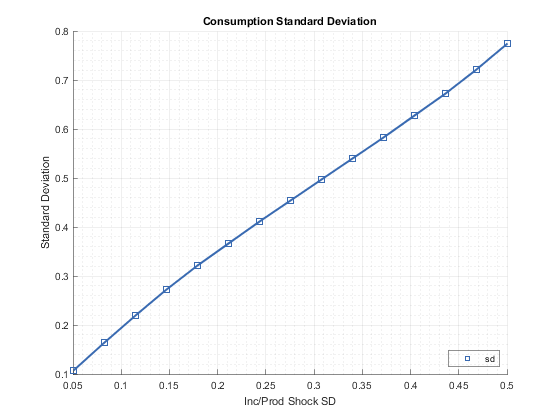 Consumption Standard Deviation
0.8
0.7
0.6
0.5
0.4
0.3
0.2
0.1
Standard Deviation
sd
0.05 0.1 0.15 0.2 0.25 0.3 0.35 0.4 0.45 0.5
Inc/Prod Shock SD